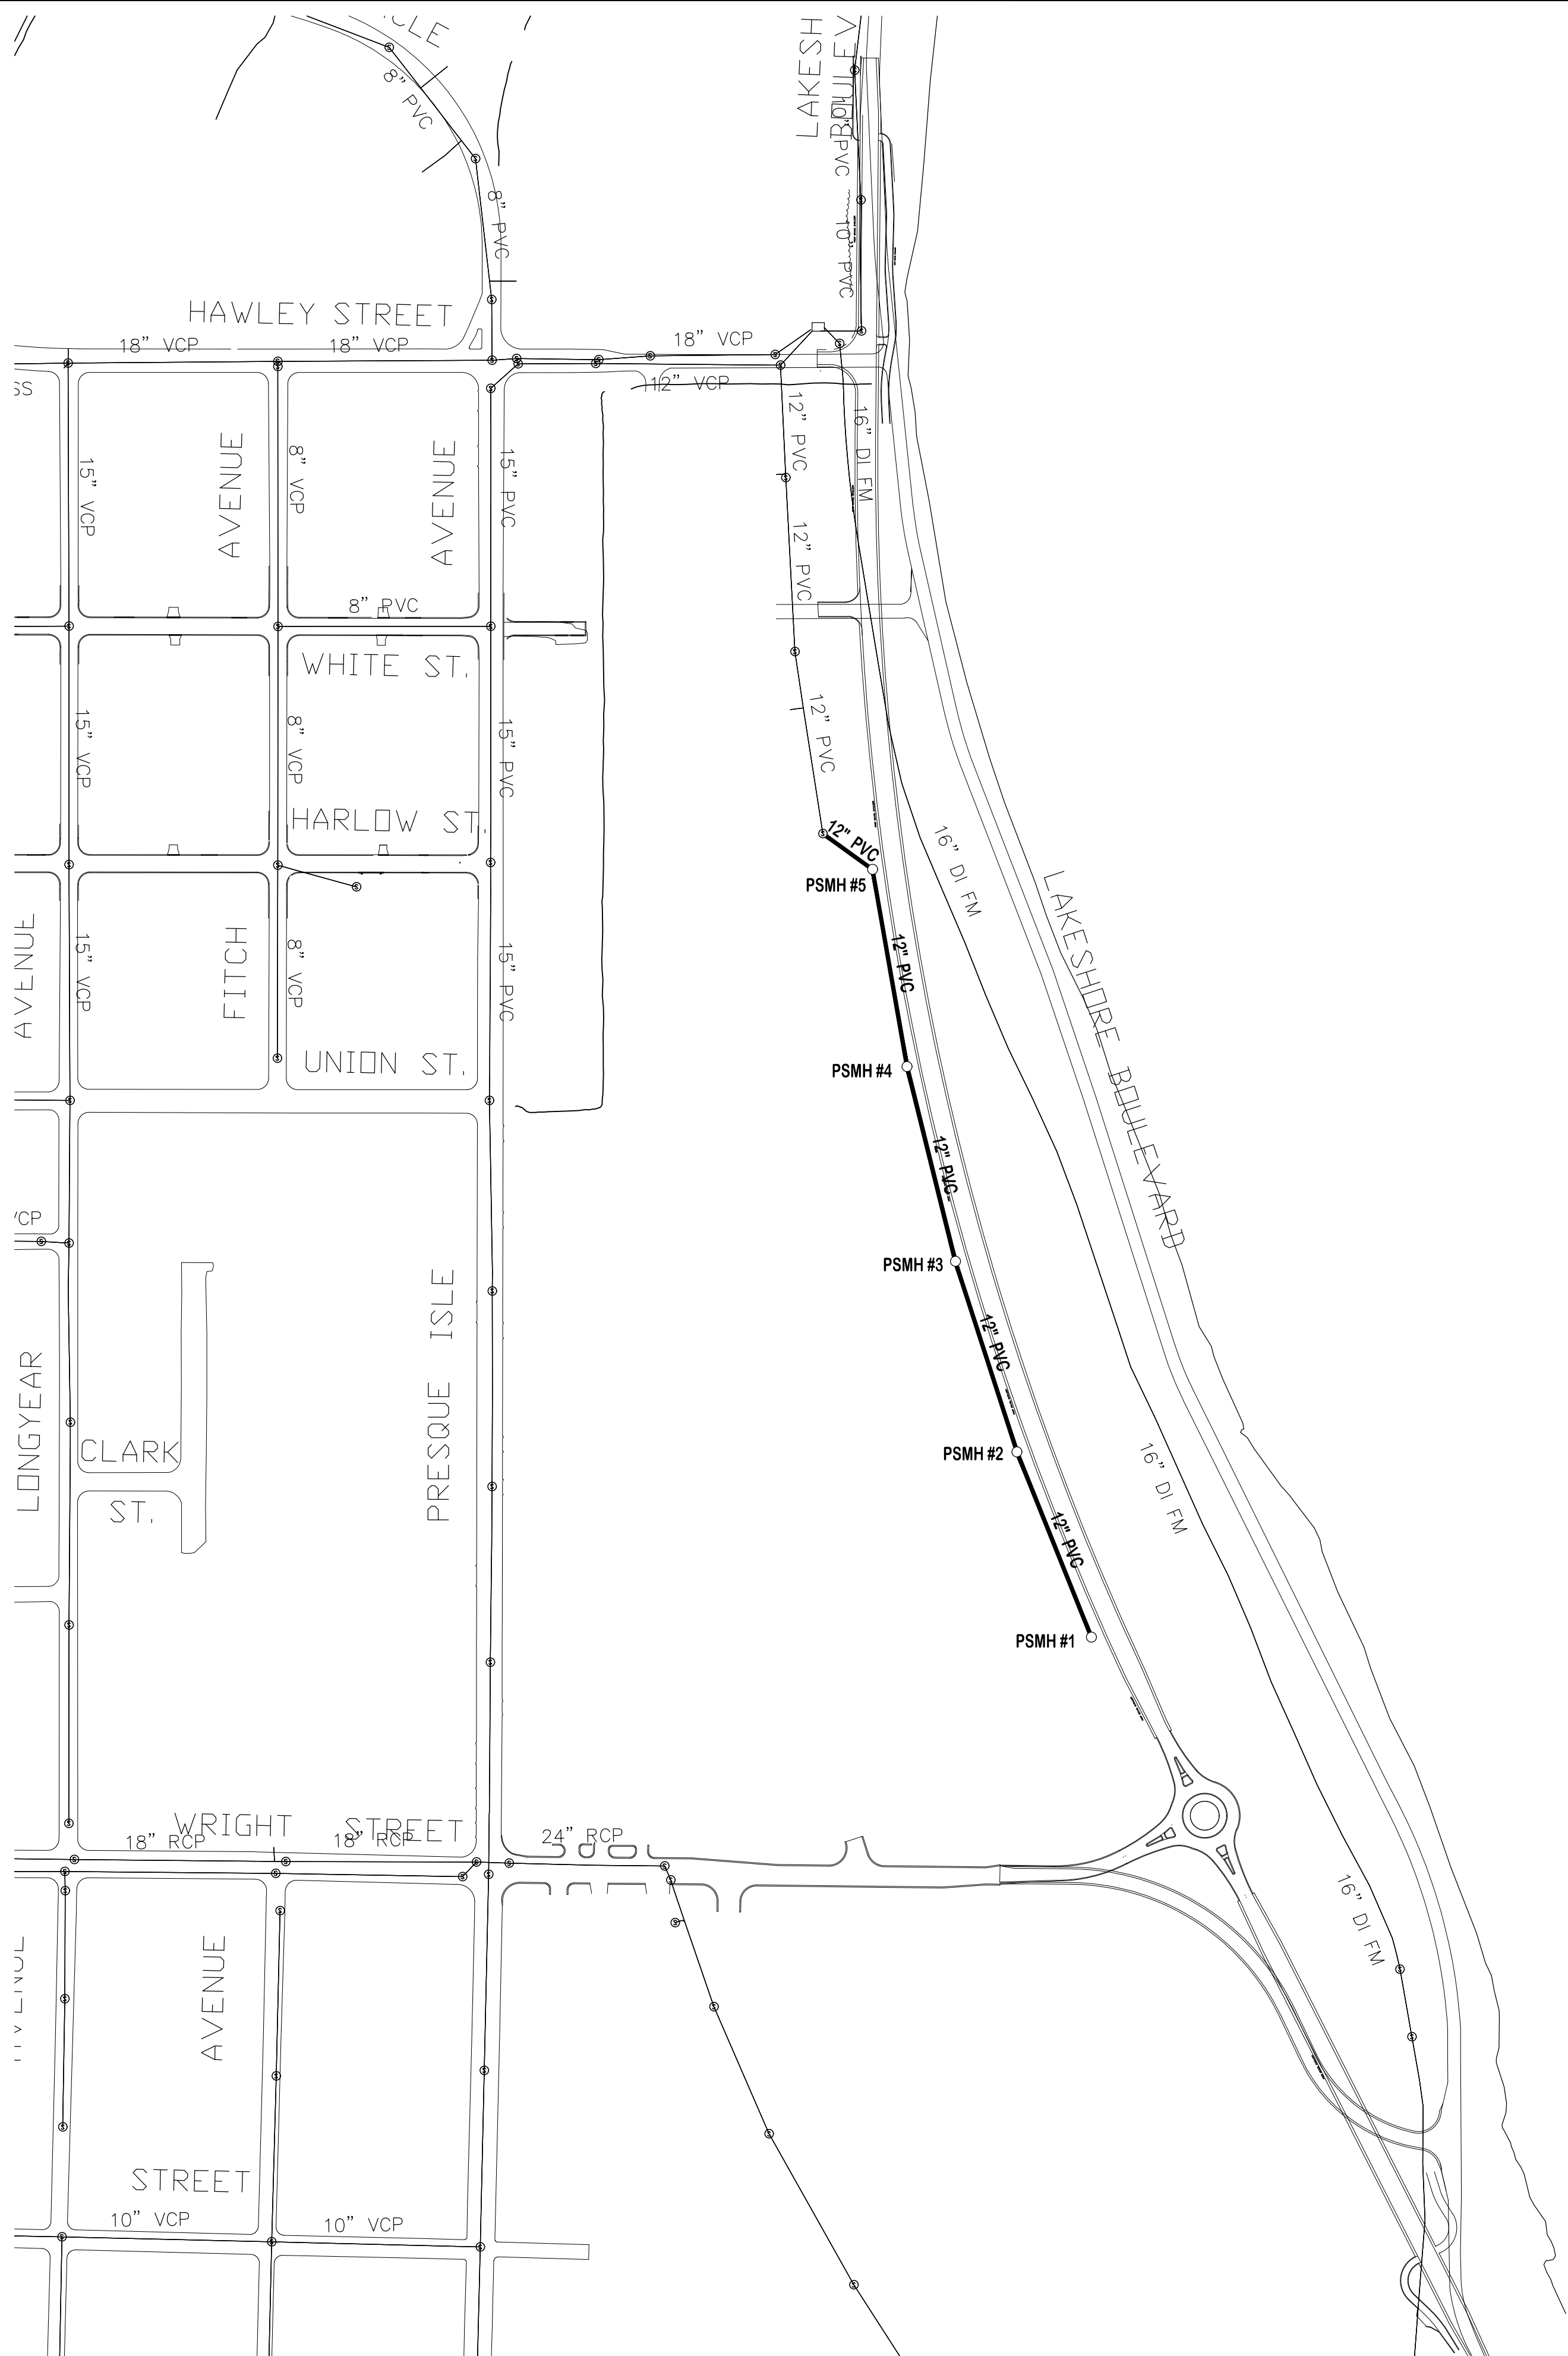 CLE
LAKESH
BOULEV
8" PVC
10" PVC
8" PVC
10" PVC
HAWLEY STREET
18" VCP
18" VCP
18" VCP
SS
12" VCP
12" PVC
16" DI FM
AVENUE
AVENUE
15" VCP
8" VCP
15" PVC
12" PVC
8" PVC
WHITE ST.
12" PVC
15" VCP
8" VCP
15" PVC
HARLOW ST.
12" PVC
16" DI FM
PSMH #5
LAKESHORE BOULEVARD
AVENUE
15" VCP
FITCH
8" VCP
15" PVC
12" PVC
UNION ST.
PSMH #4
12" PVC
VCP
PRESQUE ISLE
PSMH #3
12" PVC
LONGYEAR
CLARK
ST.
PSMH #2
16" DI FM
12" PVC
PSMH #1
WRIGHT STREET
18" RCP
18" RCP
24" RCP
16" DI FM
AVENUE
AVENUE
STREET
10" VCP
10" VCP